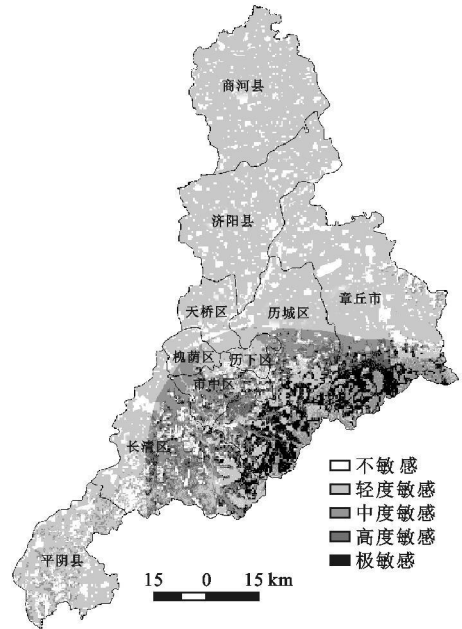 商河县
济阳县
章丘市
天桥区
历城区
槐荫区
历下区
市中区
长清区
平阴县
不敏感
轻度敏感
中度敏感
高度敏感
极敏感
15 0 15 km